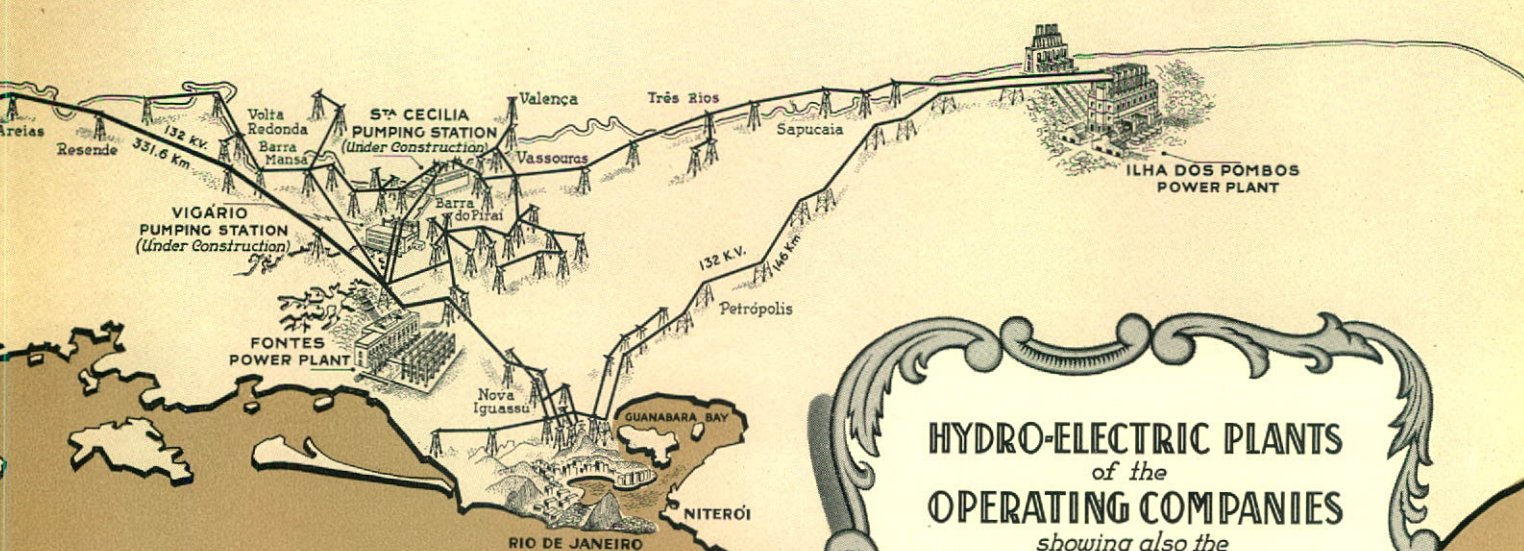 Areias
Resende
132 KV.
331.6 Km
Volta
Redonda
Barra
Mansa
STA CECILIA
PUMPING STATION
(Under Construction)
Valença
Vassouras
Três Rios
Sapucaia
ILHA DOS POMBOS
POWER PLANT
VIGÁRIO
PUMPING STATION
(Under Construction)
Barra
do Piraí
132 K.V.
146 Km
Petrópolis
FONTES
POWER PLANT
Nova
Iguassú
GUANABARA BAY
NITERÓI
RIO DE JANEIRO
HYDRO-ELECTRIC PLANTS
of the
OPERATING COMPANIES
showing also the